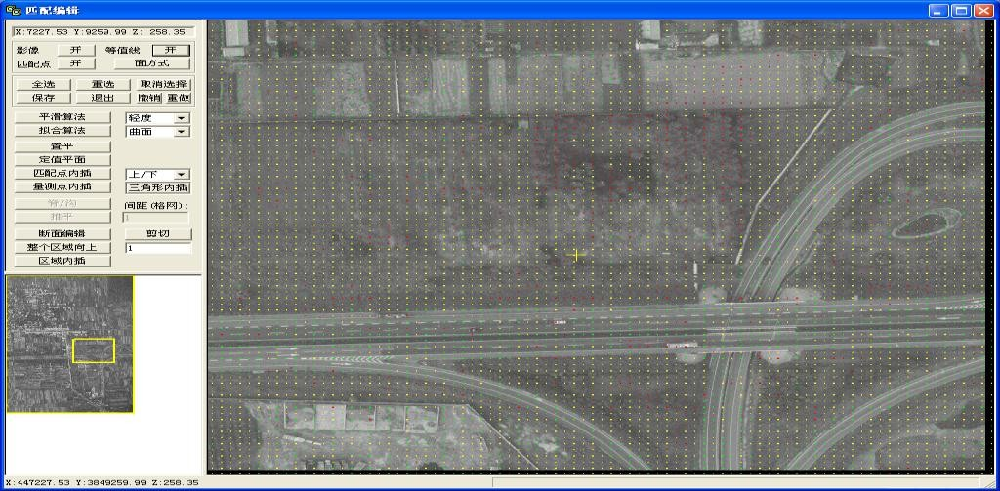 匹配编辑
X:7227.53 Y:9259.99 Z: 258.35
影像 开 等值线 开
匹配点 开 面方式
全选 重选 取消选择
保存 退出 撤销 重做
平滑算法 轻度
拟合算法 曲面
置平
定值平面
匹配点内插 上/下
量测点内插 三角形内插
脊/沟 间距(格网):
推平 1
断面编辑 剪切
整个区域向上 1
区域内插
X:447227.53 Y:3849259.99 Z:258.35